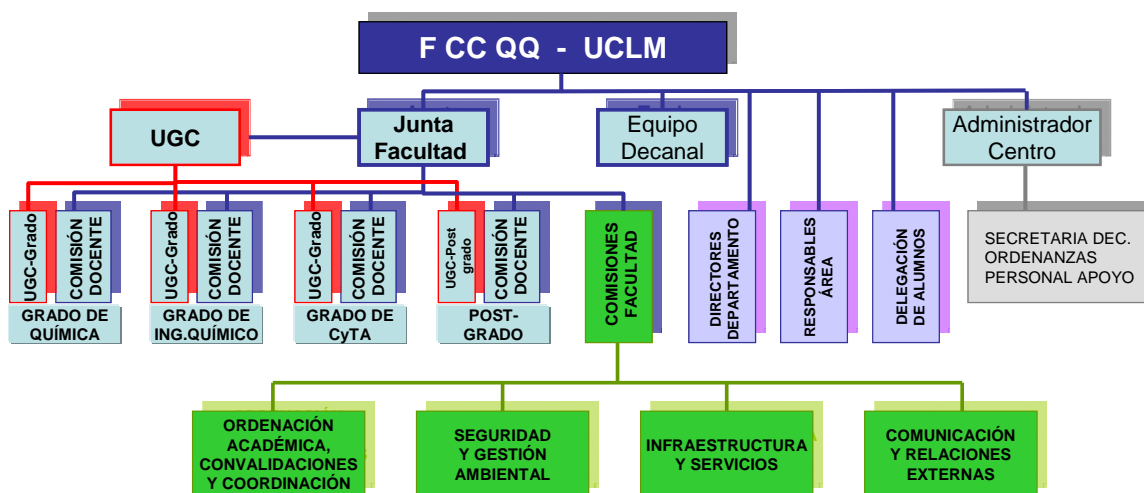 F CC QQ - UCLM
UGC
Junta
Facultad
Equipo
Decanal
Administrador
Centro
UGC-Grado
COMISIÓN
DOCENTE
UGC-Grado
COMISIÓN
DOCENTE
UGC-Grado
COMISIÓN
DOCENTE
UGC-Post
grado
COMISIÓN
DOCENTE
COMISIONES
FACULTAD
DIRECTORES
DEPARTAMENTO
RESPONSABLES
ÁREA
DELEGACIÓN
DE ALUMNOS
SECRETARIA DEC.
ORDENANZAS
PERSONAL APOYO
GRADO DE
QUÍMICA
GRADO DE
ING.QUÍMICO
GRADO DE
CyTA
POST-
GRADO
ORDENACIÓN
ACADÉMICA,
CONVALIDACIONES
Y COORDINACIÓN
SEGURIDAD
Y GESTIÓN
AMBIENTAL
INFRAESTRUCTURA
Y SERVICIOS
COMUNICACIÓN
Y RELACIONES
EXTERNAS